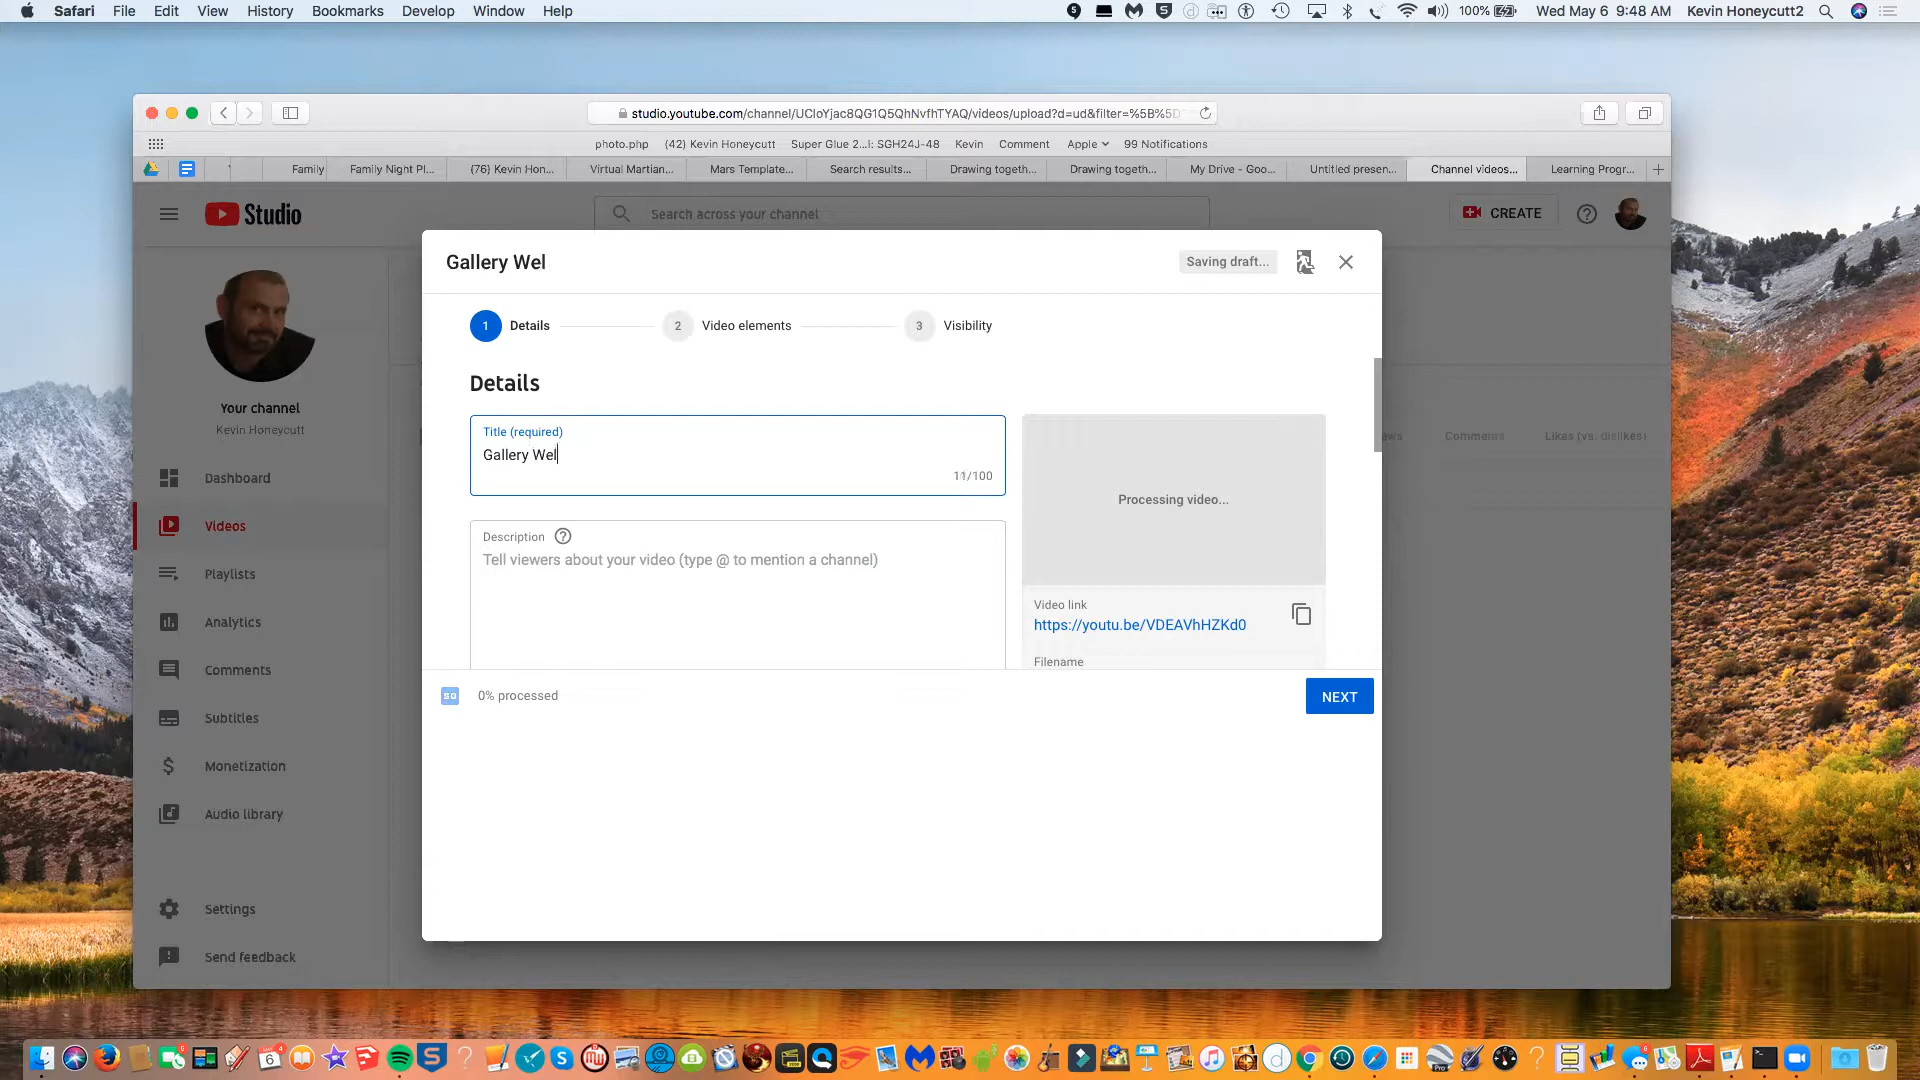 Safari File Edit View History Bookmarks Develop Window Help
100% Wed May 6 9:48 AM Kevin Honeycutt2
studio.youtube.com/channel/UCIoYjac8QG1Q5QhNvfhTYAQ/videos/upload?d=ud&filter=%5B%5D
photo.php (42) Kevin Honeycutt Super Glue 2...l: SGH24J-48 Kevin Comment Apple 99 Notifications
Family Family Night Pl... (76) Kevin Hon... Virtual Martian... Mars Template... Search results... Drawing togeth... Drawing togeth... My Drive - Goo... Untitled presen... Channel videos... Learning Progr...
Studio
Search across your channel
CREATE
Gallery Wel
Saving draft...
1 Details 2 Video elements 3 Visibility
Details
Title (required)
Gallery Wel
11/100
Description
Tell viewers about your video (type @ to mention a channel)
Processing video...
Video link
https://youtu.be/VDEAVhHZKd0
Filename
SD 0% processed
NEXT
Your channel
Kevin Honeycutt
Dashboard
Videos
Playlists
Analytics
Comments
Subtitles
Monetization
Audio library
Settings
Send feedback
Comments Likes (vs. dislikes)